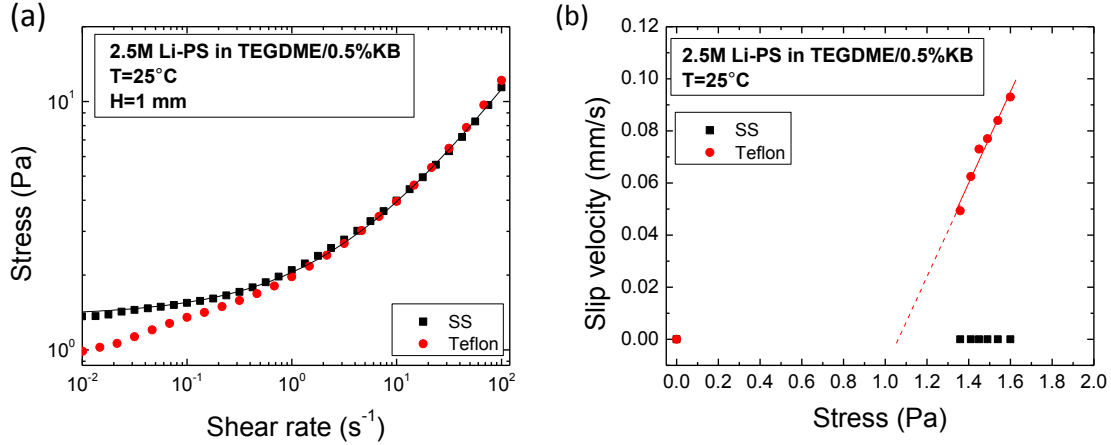 (a)
2.5M Li-PS in TEGDME/0.5%KB
T=25°C
H=1 mm
10¹
10⁰
Stress (Pa)
SS
Teflon
10⁻² 10⁻¹ 10⁰ 10¹ 10²
Shear rate (s⁻¹)
(b)
2.5M Li-PS in TEGDME/0.5%KB
T=25°C
SS
Teflon
0.10
0.08
0.06
0.04
0.02
0.00
Slip velocity (mm/s)
0.0 0.2 0.4 0.6 0.8 1.0 1.2 1.4 1.6 1.8 2.0
Stress (Pa)